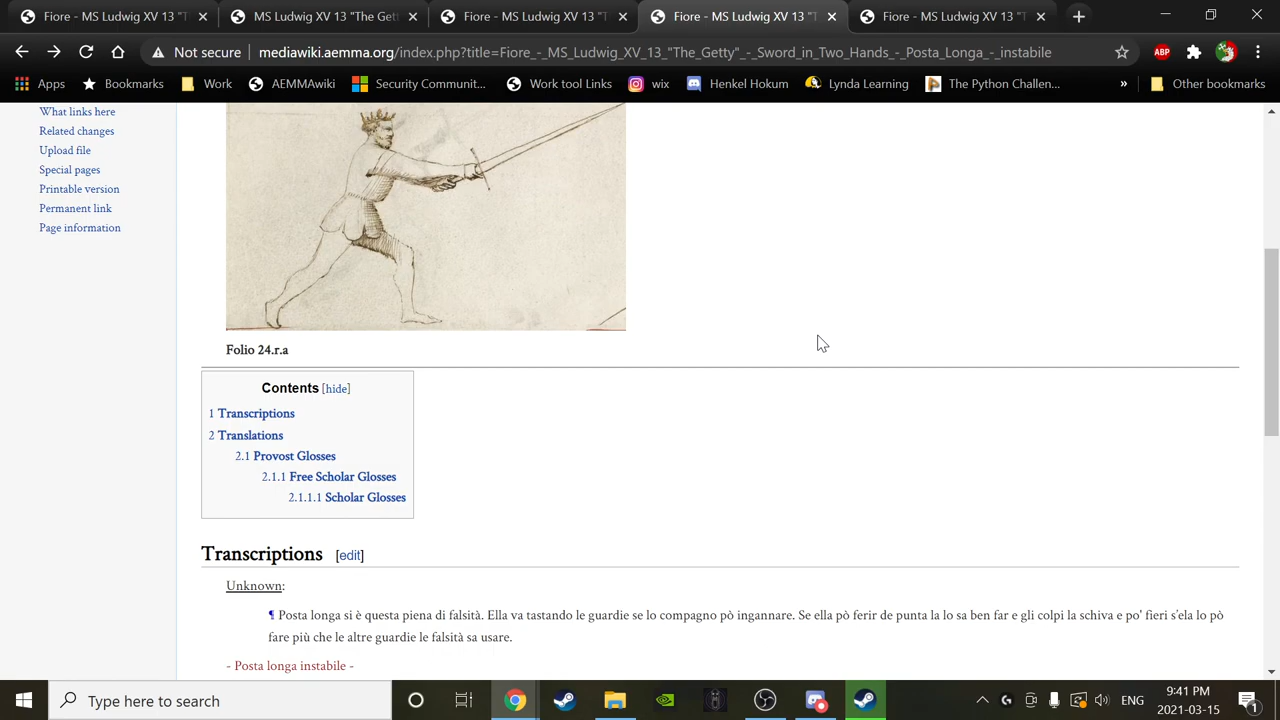 Fiore - MS Ludwig XV 13 "T
MS Ludwig XV 13 "The Gett
Fiore - MS Ludwig XV 13 "T
Fiore - MS Ludwig XV 13 "T
Fiore - MS Ludwig XV 13 "T
Not secure
mediawiki.aemma.org/index.php?title=Fiore_-_MS_Ludwig_XV_13_"The_Getty"_-_Sword_in_Two_Hands_-_Posta_Longa_-_instabile
ABP
Apps
Bookmarks
Work
AEMMAwiki
Security Communit...
Work tool Links
wix
Henkel Hokum
Lynda Learning
The Python Challen...
»
Other bookmarks
What links here
Related changes
Upload file
Special pages
Printable version
Permanent link
Page information
Folio 24.r.a
Contents [hide]
1 Transcriptions
2 Translations
2.1 Provost Glosses
2.1.1 Free Scholar Glosses
2.1.1.1 Scholar Glosses
Transcriptions [edit]
Unknown:
¶ Posta longa si è questa piena di falsità. Ella va tastando le guardie se lo compagno pò ingannare. Se ella pò ferir de punta la lo sa ben far e gli colpi la schiva e po' fieri s'ela lo pò
fare più che le altre guardie le falsità sa usare.
- Posta longa instabile -
Type here to search
ENG
9:41 PM
2021-03-15
1